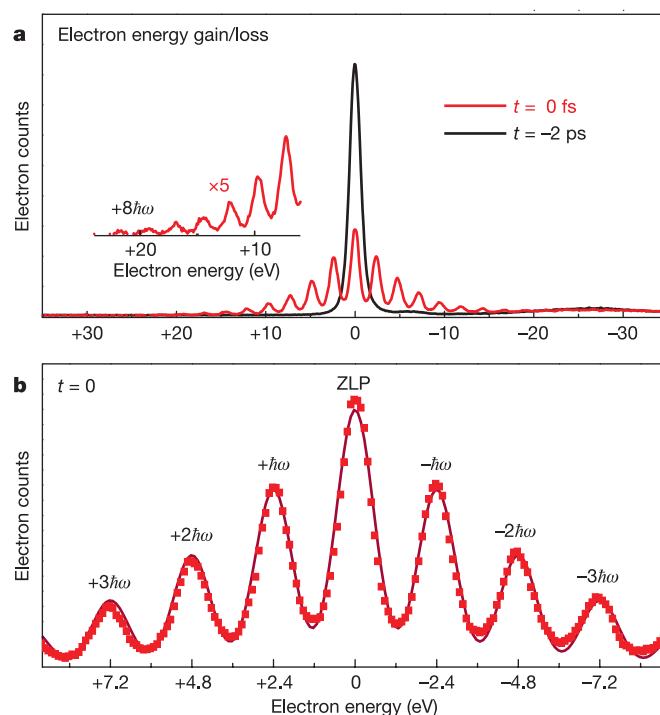 a Electron energy gain/loss
t = 0 fs
t = –2 ps
×5
+8ℏω
+20 +10
Electron energy (eV)
Electron counts
+30 +20 +10 0 −10 −20 −30
b t = 0
ZLP
+ℏω −ℏω
+2ℏω −2ℏω
+3ℏω −3ℏω
Electron counts
+7.2 +4.8 +2.4 0 −2.4 −4.8 −7.2
Electron energy (eV)